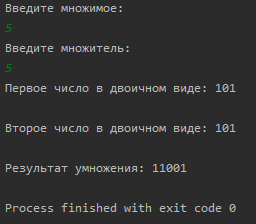 Введите множимое:
5
Введите множитель:
5
Первое число в двоичном виде: 101
Второе число в двоичном виде: 101
Результат умножения: 11001
Process finished with exit code 0